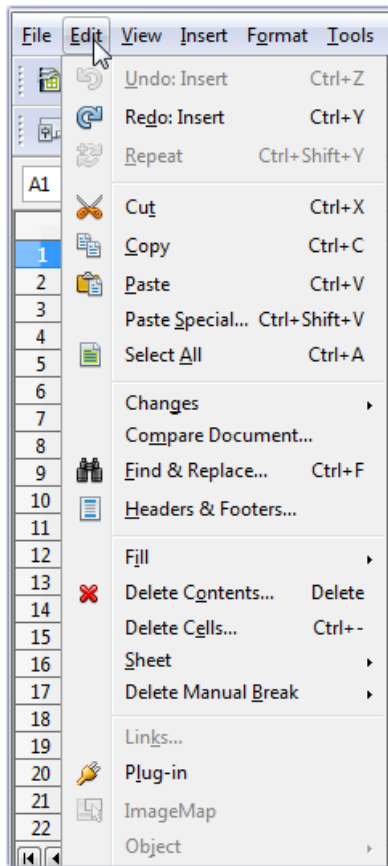 File Edit View Insert Format Tools
Undo: Insert Ctrl+Z
Redo: Insert Ctrl+Y
Repeat Ctrl+Shift+Y
A1
Cut Ctrl+X
Copy Ctrl+C
1
2 Paste Ctrl+V
3 Paste Special... Ctrl+Shift+V
4
5 Select All Ctrl+A
6
7 Changes
8 Compare Document...
9 Find & Replace... Ctrl+F
10 Headers & Footers...
11
12 Fill
13 Delete Contents... Delete
14
15 Delete Cells... Ctrl+-
16 Sheet
17 Delete Manual Break
18
19 Links...
20 Plug-in
21 ImageMap
22
Object